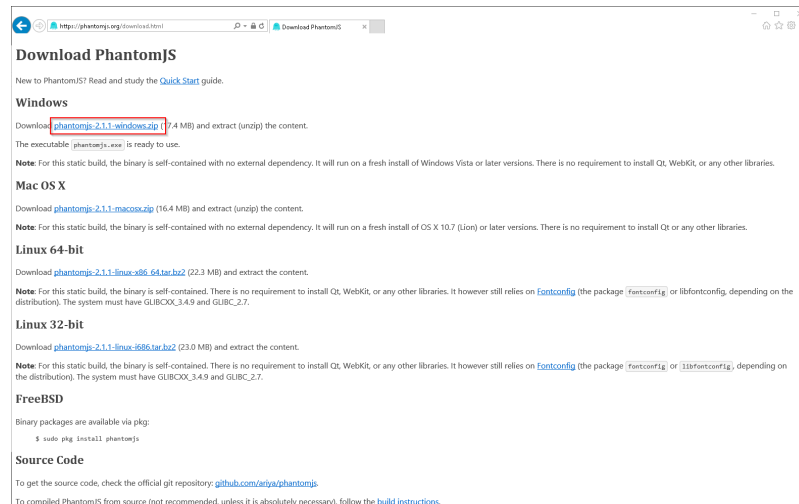 https://phantomjs.org/download.html
Download PhantomJS
Download PhantomJS
New to PhantomJS? Read and study the Quick Start guide.
Windows
Download phantomjs-2.1.1-windows.zip (17.4 MB) and extract (unzip) the content.
The executable phantomjs.exe is ready to use.
Note: For this static build, the binary is self-contained with no external dependency. It will run on a fresh install of Windows Vista or later versions. There is no requirement to install Qt, WebKit, or any other libraries.
Mac OS X
Download phantomjs-2.1.1-macosx.zip (16.4 MB) and extract (unzip) the content.
Note: For this static build, the binary is self-contained with no external dependency. It will run on a fresh install of OS X 10.7 (Lion) or later versions. There is no requirement to install Qt or any other libraries.
Linux 64-bit
Download phantomjs-2.1.1-linux-x86_64.tar.bz2 (22.3 MB) and extract the content.
Note: For this static build, the binary is self-contained. There is no requirement to install Qt, WebKit, or any other libraries. It however still relies on Fontconfig (the package fontconfig or libfontconfig, depending on the
distribution). The system must have GLIBCXX_3.4.9 and GLIBC_2.7.
Linux 32-bit
Download phantomjs-2.1.1-linux-i686.tar.bz2 (23.0 MB) and extract the content.
Note: For this static build, the binary is self-contained. There is no requirement to install Qt, WebKit, or any other libraries. It however still relies on Fontconfig (the package fontconfig or libfontconfig, depending on
the distribution). The system must have GLIBCXX_3.4.9 and GLIBC_2.7.
FreeBSD
Binary packages are available via pkg:
$ sudo pkg install phantomjs
Source Code
To get the source code, check the official git repository: github.com/ariya/phantomjs.
To compiled PhantomJS from source (not recommended, unless it is absolutely necessary), follow the build instructions.